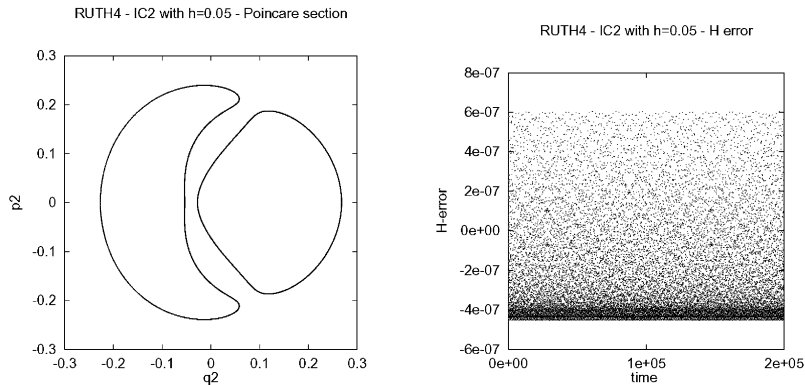 RUTH4 - IC2 with h=0.05 - Poincare section
0.3
0.2
0.1
0
-0.1
-0.2
-0.3
p2
-0.3
-0.2
-0.1
0
0.1
0.2
0.3
q2
RUTH4 - IC2 with h=0.05 - H error
8e-07
6e-07
4e-07
2e-07
0e+00
-2e-07
-4e-07
-6e-07
H-error
0e+00
1e+05
2e+05
time